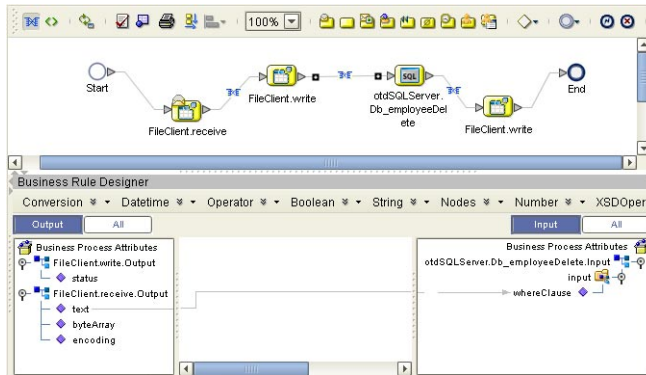 100%
Start
FileClient.receive
FileClient.write
SQL
otdSQLServer.
Db_employeeDel
ete
FileClient.write
End
Business Rule Designer
Conversion
Datetime
Operator
Boolean
String
Nodes
Number
XSDOper
Output
All
Input
All
Business Process Attributes
FileClient.write.Output
status
FileClient.receive.Output
text
byteArray
encoding
Business Process Attributes
otdSQLServer.Db_employeeDelete.Input
input
whereClause